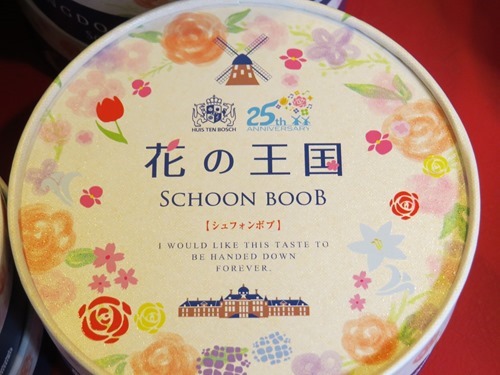 HUIS TEN BOSCH
25th
ANNIVERSARY
花の王国
SCHOON BOOB
【シュフォンボブ】
I WOULD LIKE THIS TASTE TO
BE HANDED DOWN
FOREVER.